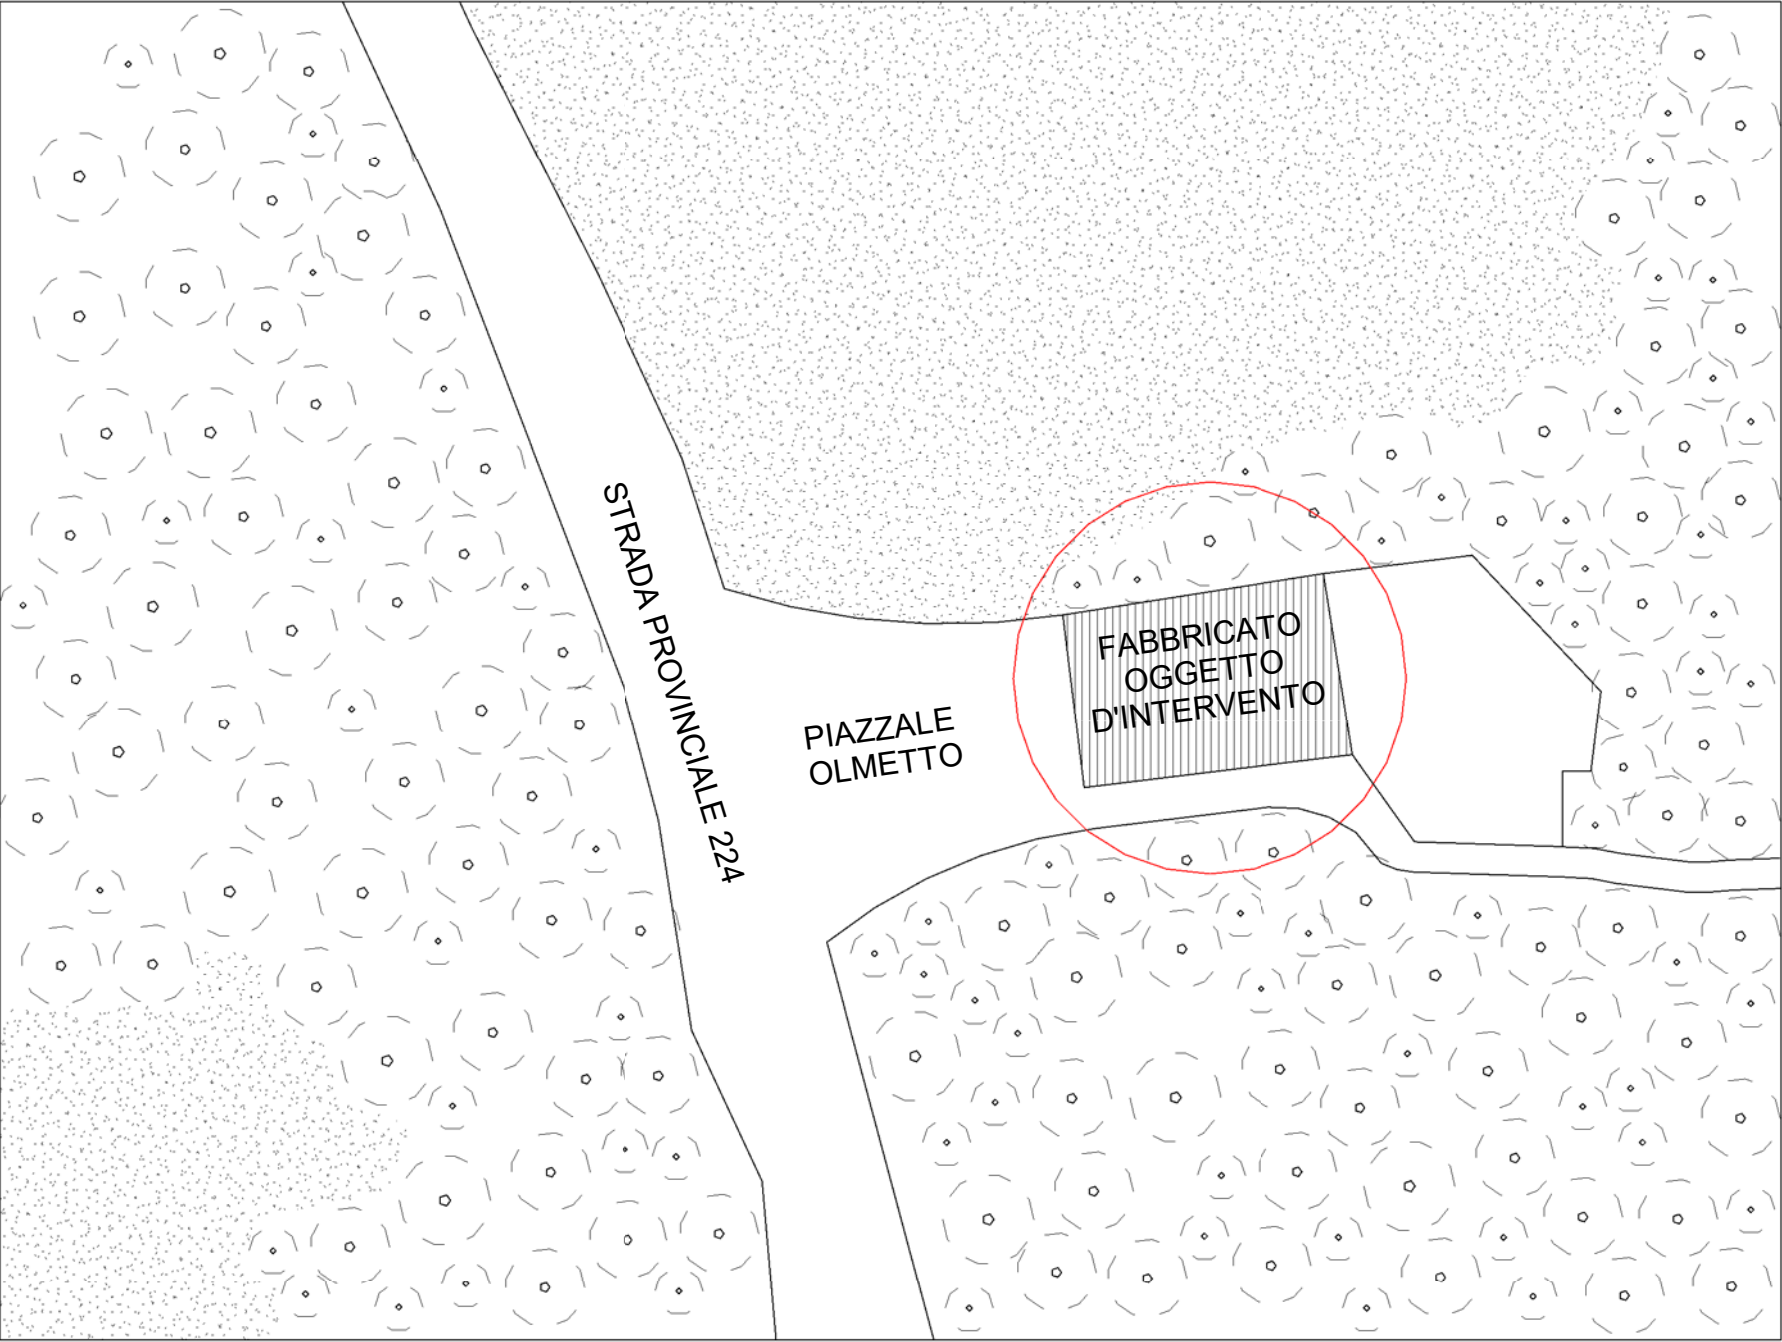 STRADA PROVINCIALE 224
FABBRICATO
OGGETTO
D'INTERVENTO
PIAZZALE
OLMETTO